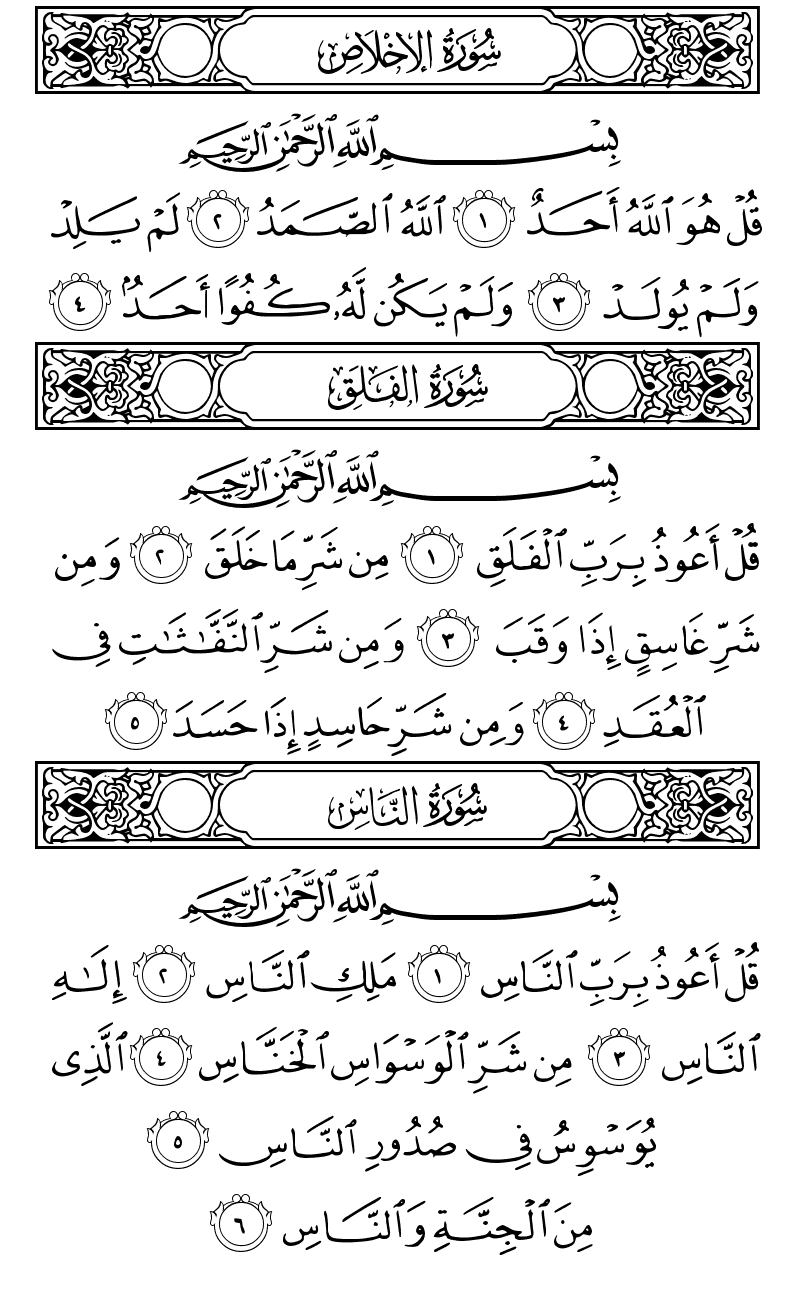 سُورَةُ الإِخْلَاصِ
بِسْمِ ٱللَّهِ ٱلرَّحْمَٰنِ ٱلرَّحِيمِ
قُلْ هُوَ ٱللَّهُ أَحَدٌ ١ ٱللَّهُ ٱلصَّمَدُ ٢ لَمْ يَلِدْ
وَلَمْ يُولَدْ ٣ وَلَمْ يَكُن لَّهُۥ كُفُوًا أَحَدٌۢ ٤
سُورَةُ الفَلَقِ
بِسْمِ ٱللَّهِ ٱلرَّحْمَٰنِ ٱلرَّحِيمِ
قُلْ أَعُوذُ بِرَبِّ ٱلْفَلَقِ ١ مِن شَرِّ مَا خَلَقَ ٢ وَمِن
شَرِّ غَاسِقٍ إِذَا وَقَبَ ٣ وَمِن شَرِّ ٱلنَّفَّٰثَٰتِ فِى
ٱلْعُقَدِ ٤ وَمِن شَرِّ حَاسِدٍ إِذَا حَسَدَ ٥
سُورَةُ النَّاسِ
بِسْمِ ٱللَّهِ ٱلرَّحْمَٰنِ ٱلرَّحِيمِ
قُلْ أَعُوذُ بِرَبِّ ٱلنَّاسِ ١ مَلِكِ ٱلنَّاسِ ٢ إِلَٰهِ
ٱلنَّاسِ ٣ مِن شَرِّ ٱلْوَسْوَاسِ ٱلْخَنَّاسِ ٤ ٱلَّذِى
يُوَسْوِسُ فِى صُدُورِ ٱلنَّاسِ ٥
مِنَ ٱلْجِنَّةِ وَٱلنَّاسِ ٦